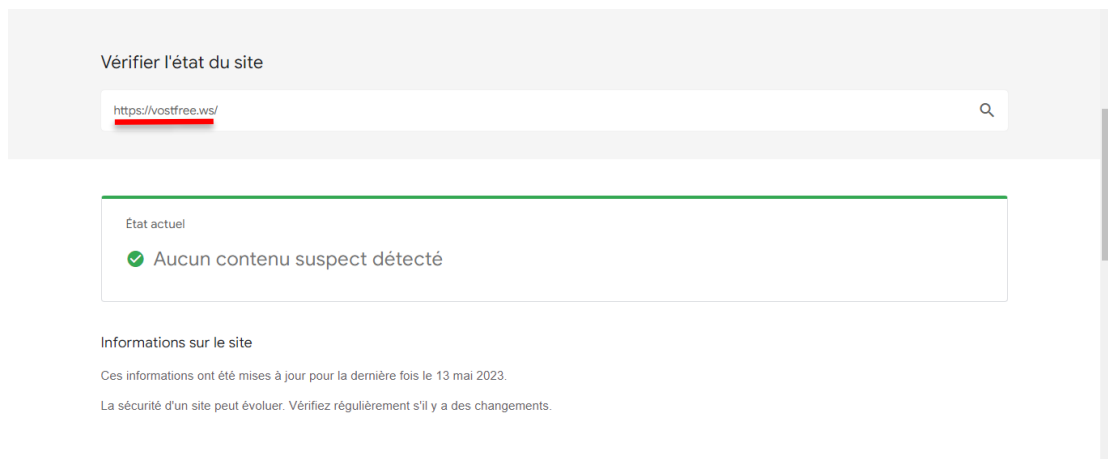 Vérifier l'état du site
https://vostfree.ws/
État actuel
Aucun contenu suspect détecté
Informations sur le site
Ces informations ont été mises à jour pour la dernière fois le 13 mai 2023.
La sécurité d'un site peut évoluer. Vérifiez régulièrement s'il y a des changements.